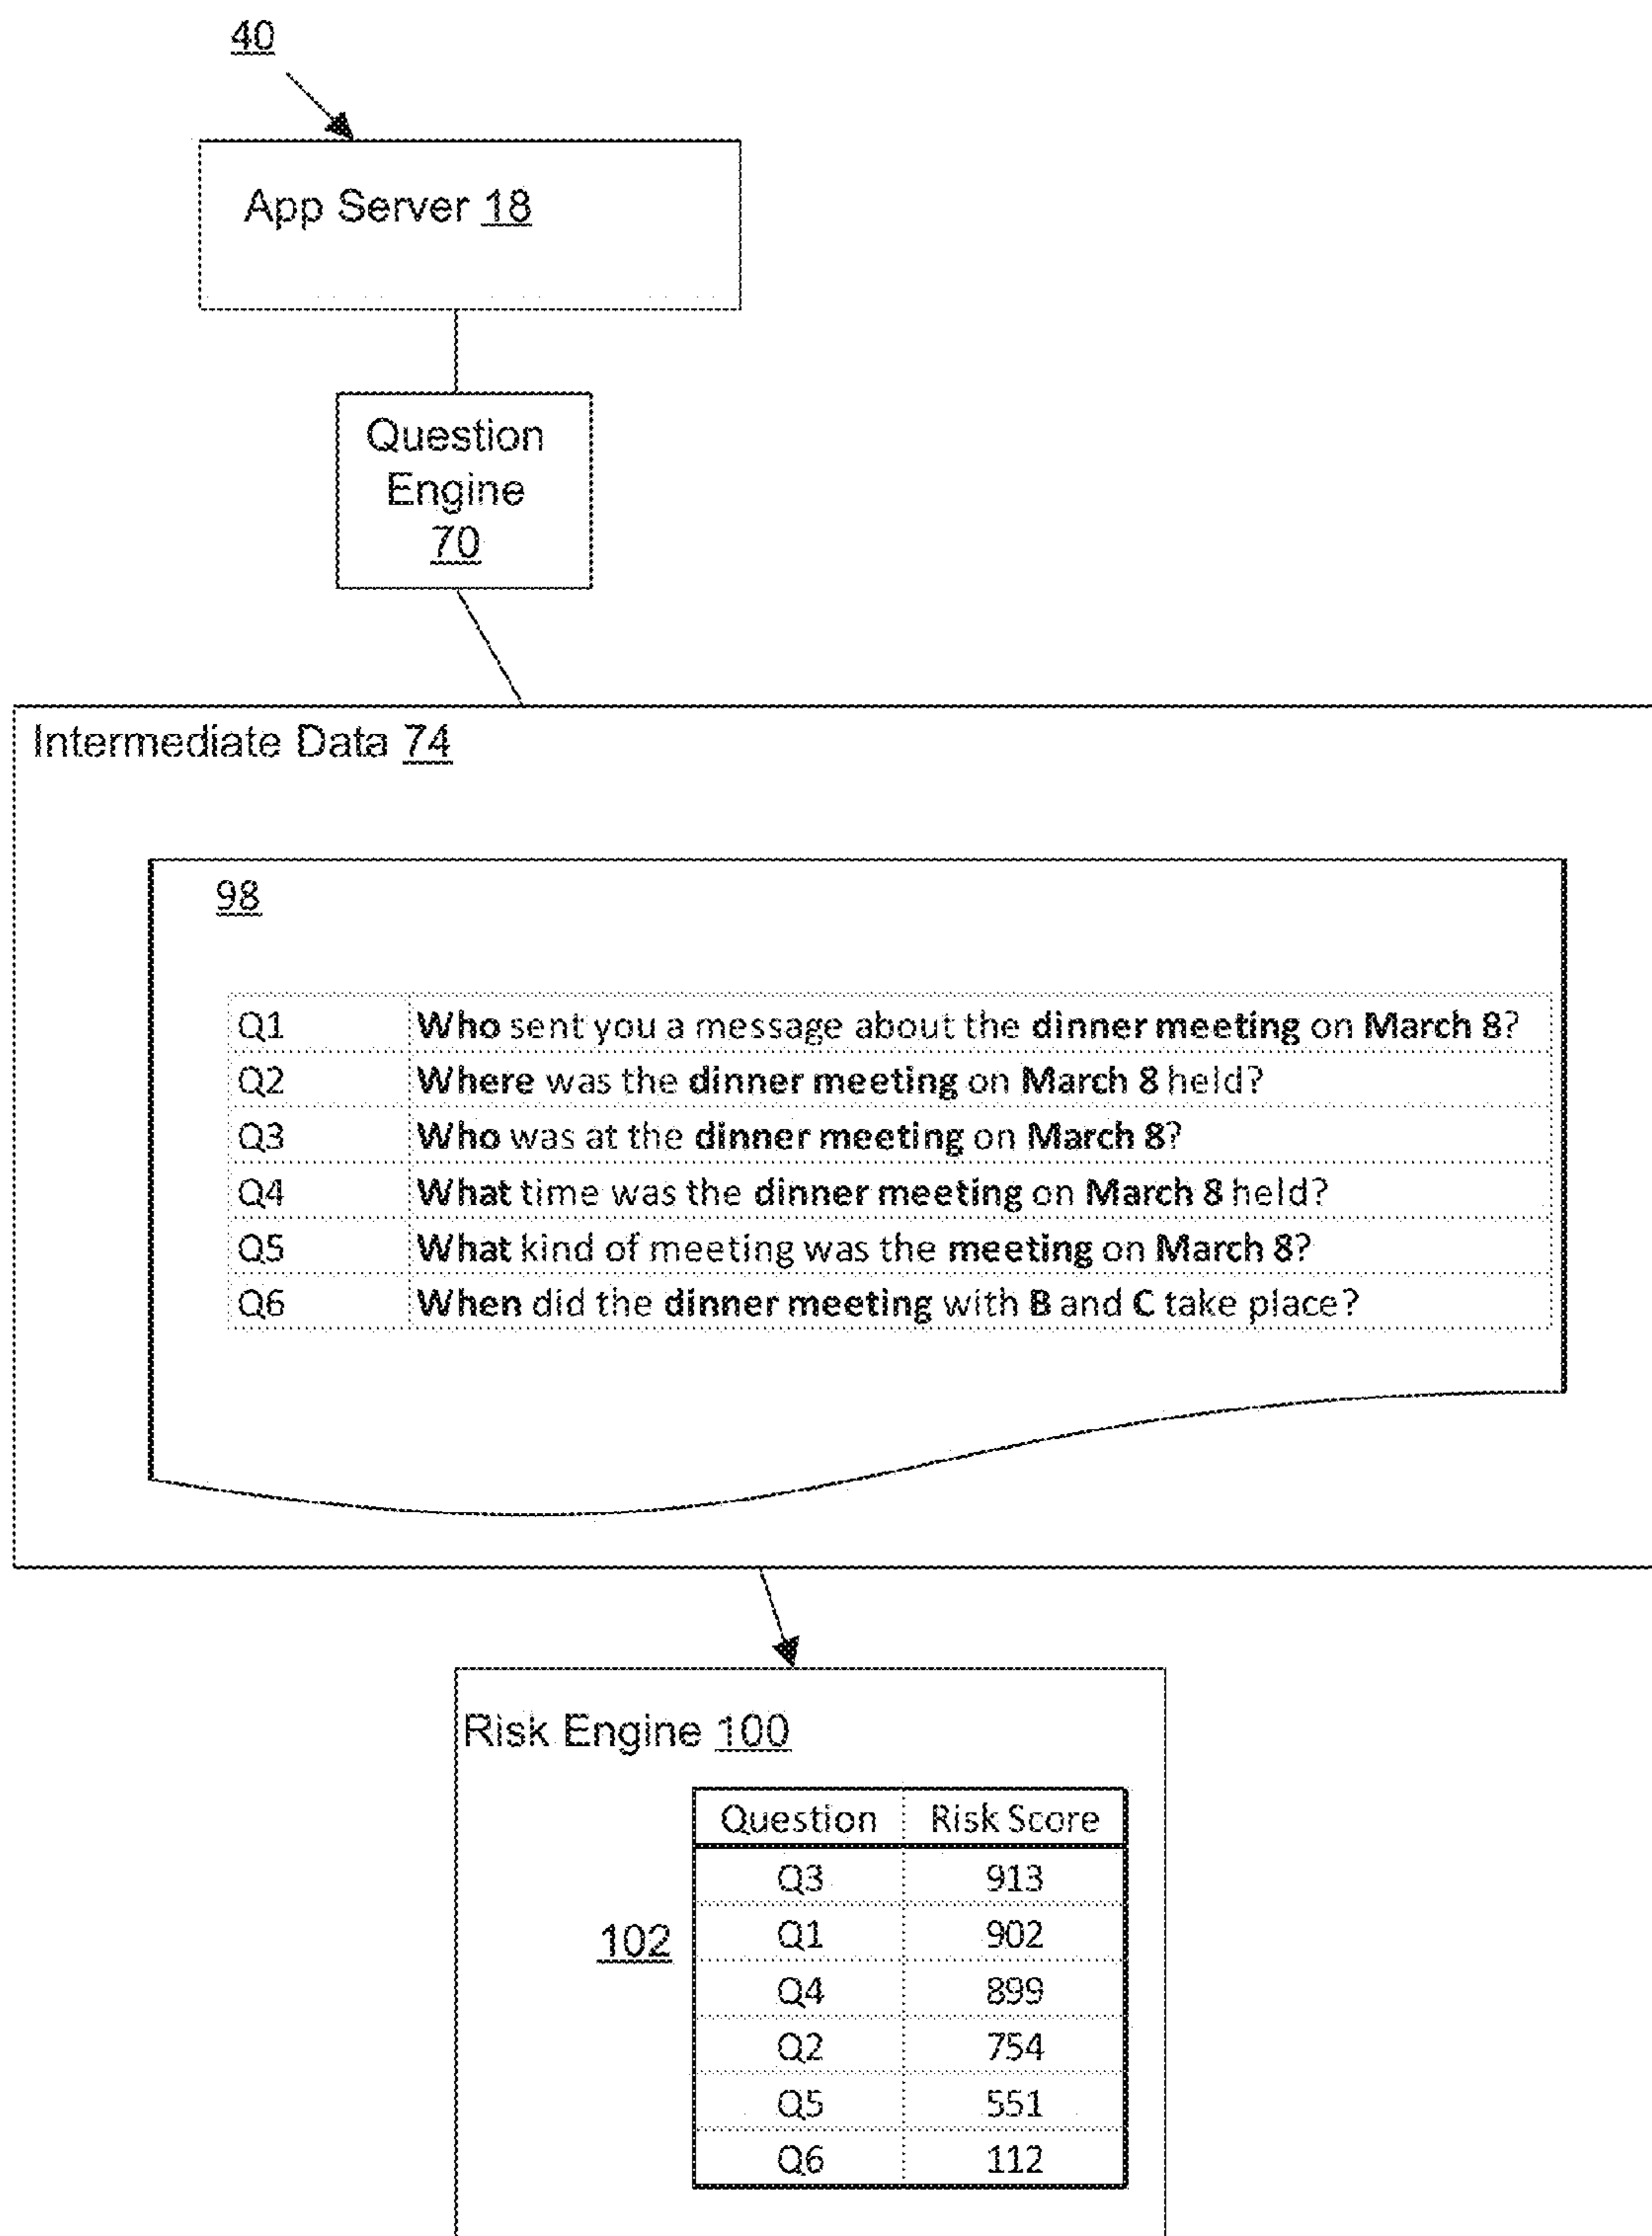 40
App Server 18
Question
Engine
70
Intermediate Data 74
98
Q1 Who sent you a message about the dinner meeting on March 8?
Q2 Where was the dinner meeting on March 8 held?
Q3 Who was at the dinner meeting on March 8?
Q4 What time was the dinner meeting on March 8 held?
Q5 What kind of meeting was the meeting on March 8?
Q6 When did the dinner meeting with B and C take place?
Risk Engine 100
Question Risk Score
Q3 913
102
Q1 902
Q4 899
Q2 754
Q5 551
Q6 112